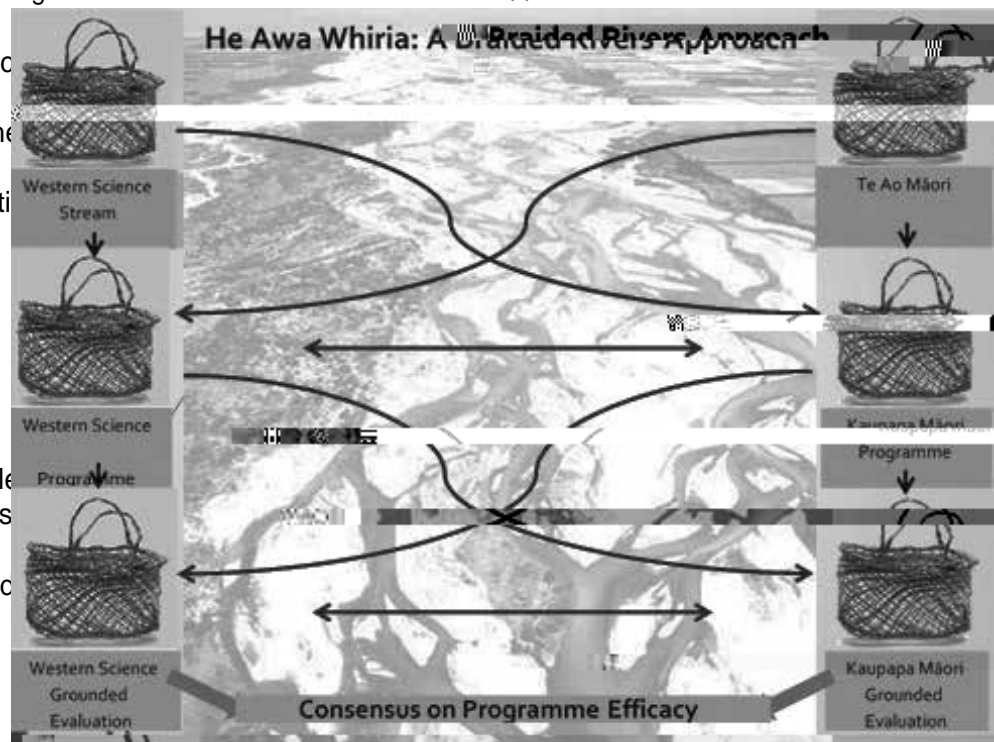 He Awa Whiria: A Braided Rivers Approach
Western Science
Stream
Te Ao Māori
Western Science
Programme
Kaupapa Māori
Programme
Western Science
Grounded
Evaluation
Kaupapa Māori
Grounded
Evaluation
Consensus on Programme Efficacy